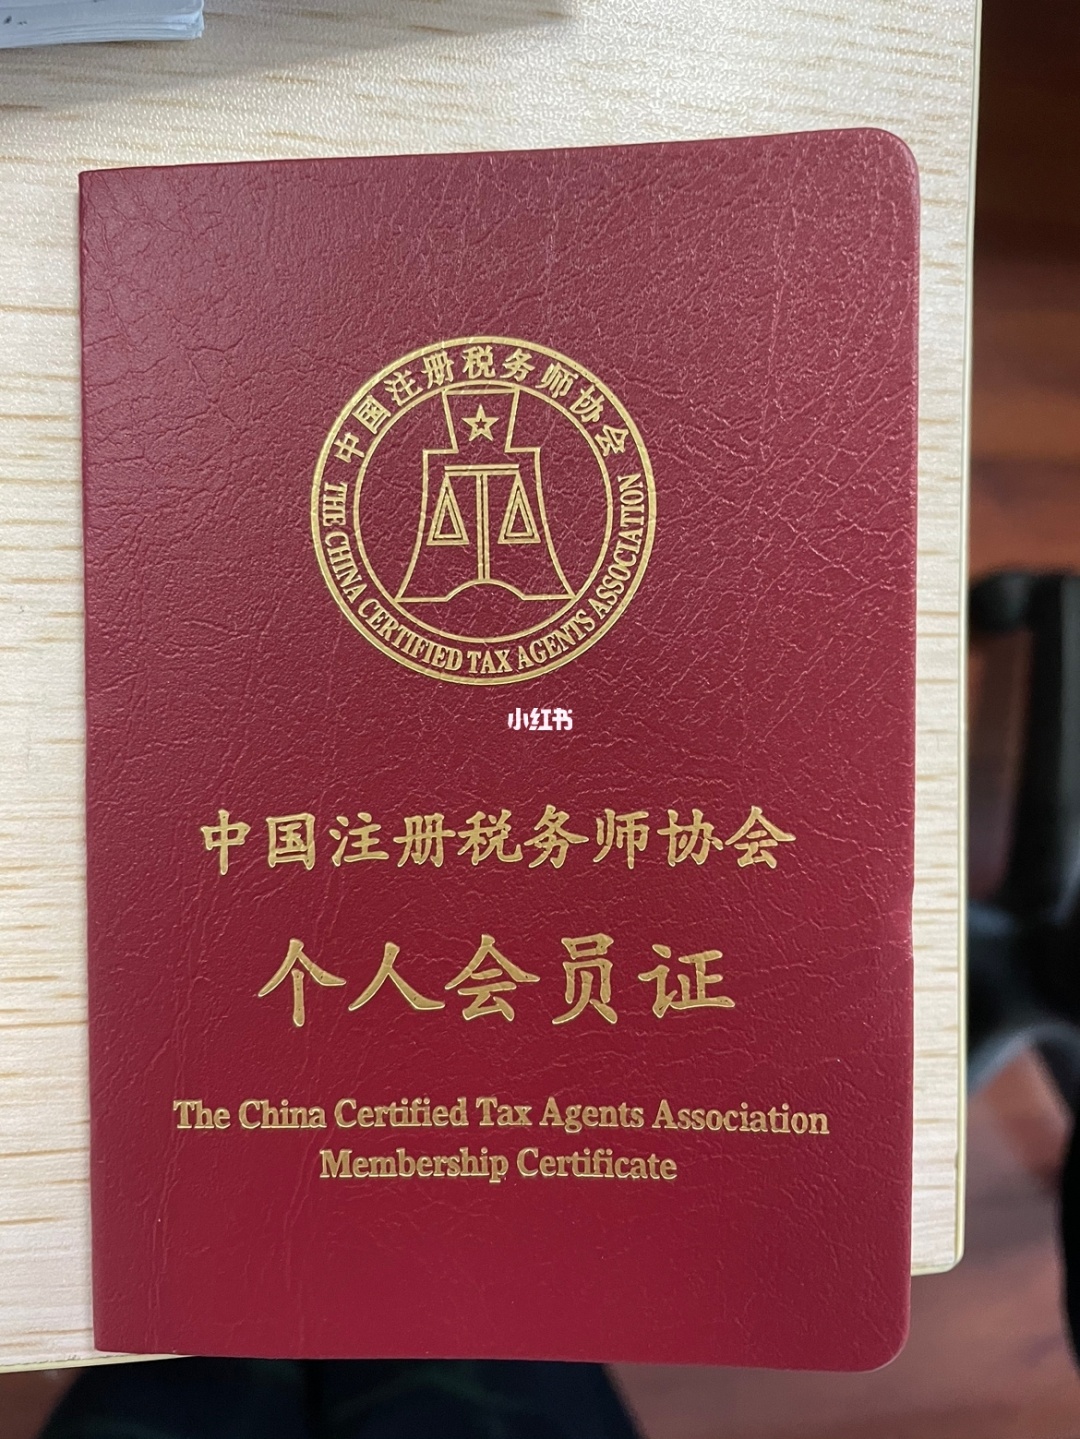 中国注册税务师协会
THE CHINA CERTIFIED TAX AGENTS ASSOCIATION
小红书
中国注册税务师协会
个人会员证
The China Certified Tax Agents Association
Membership Certificate